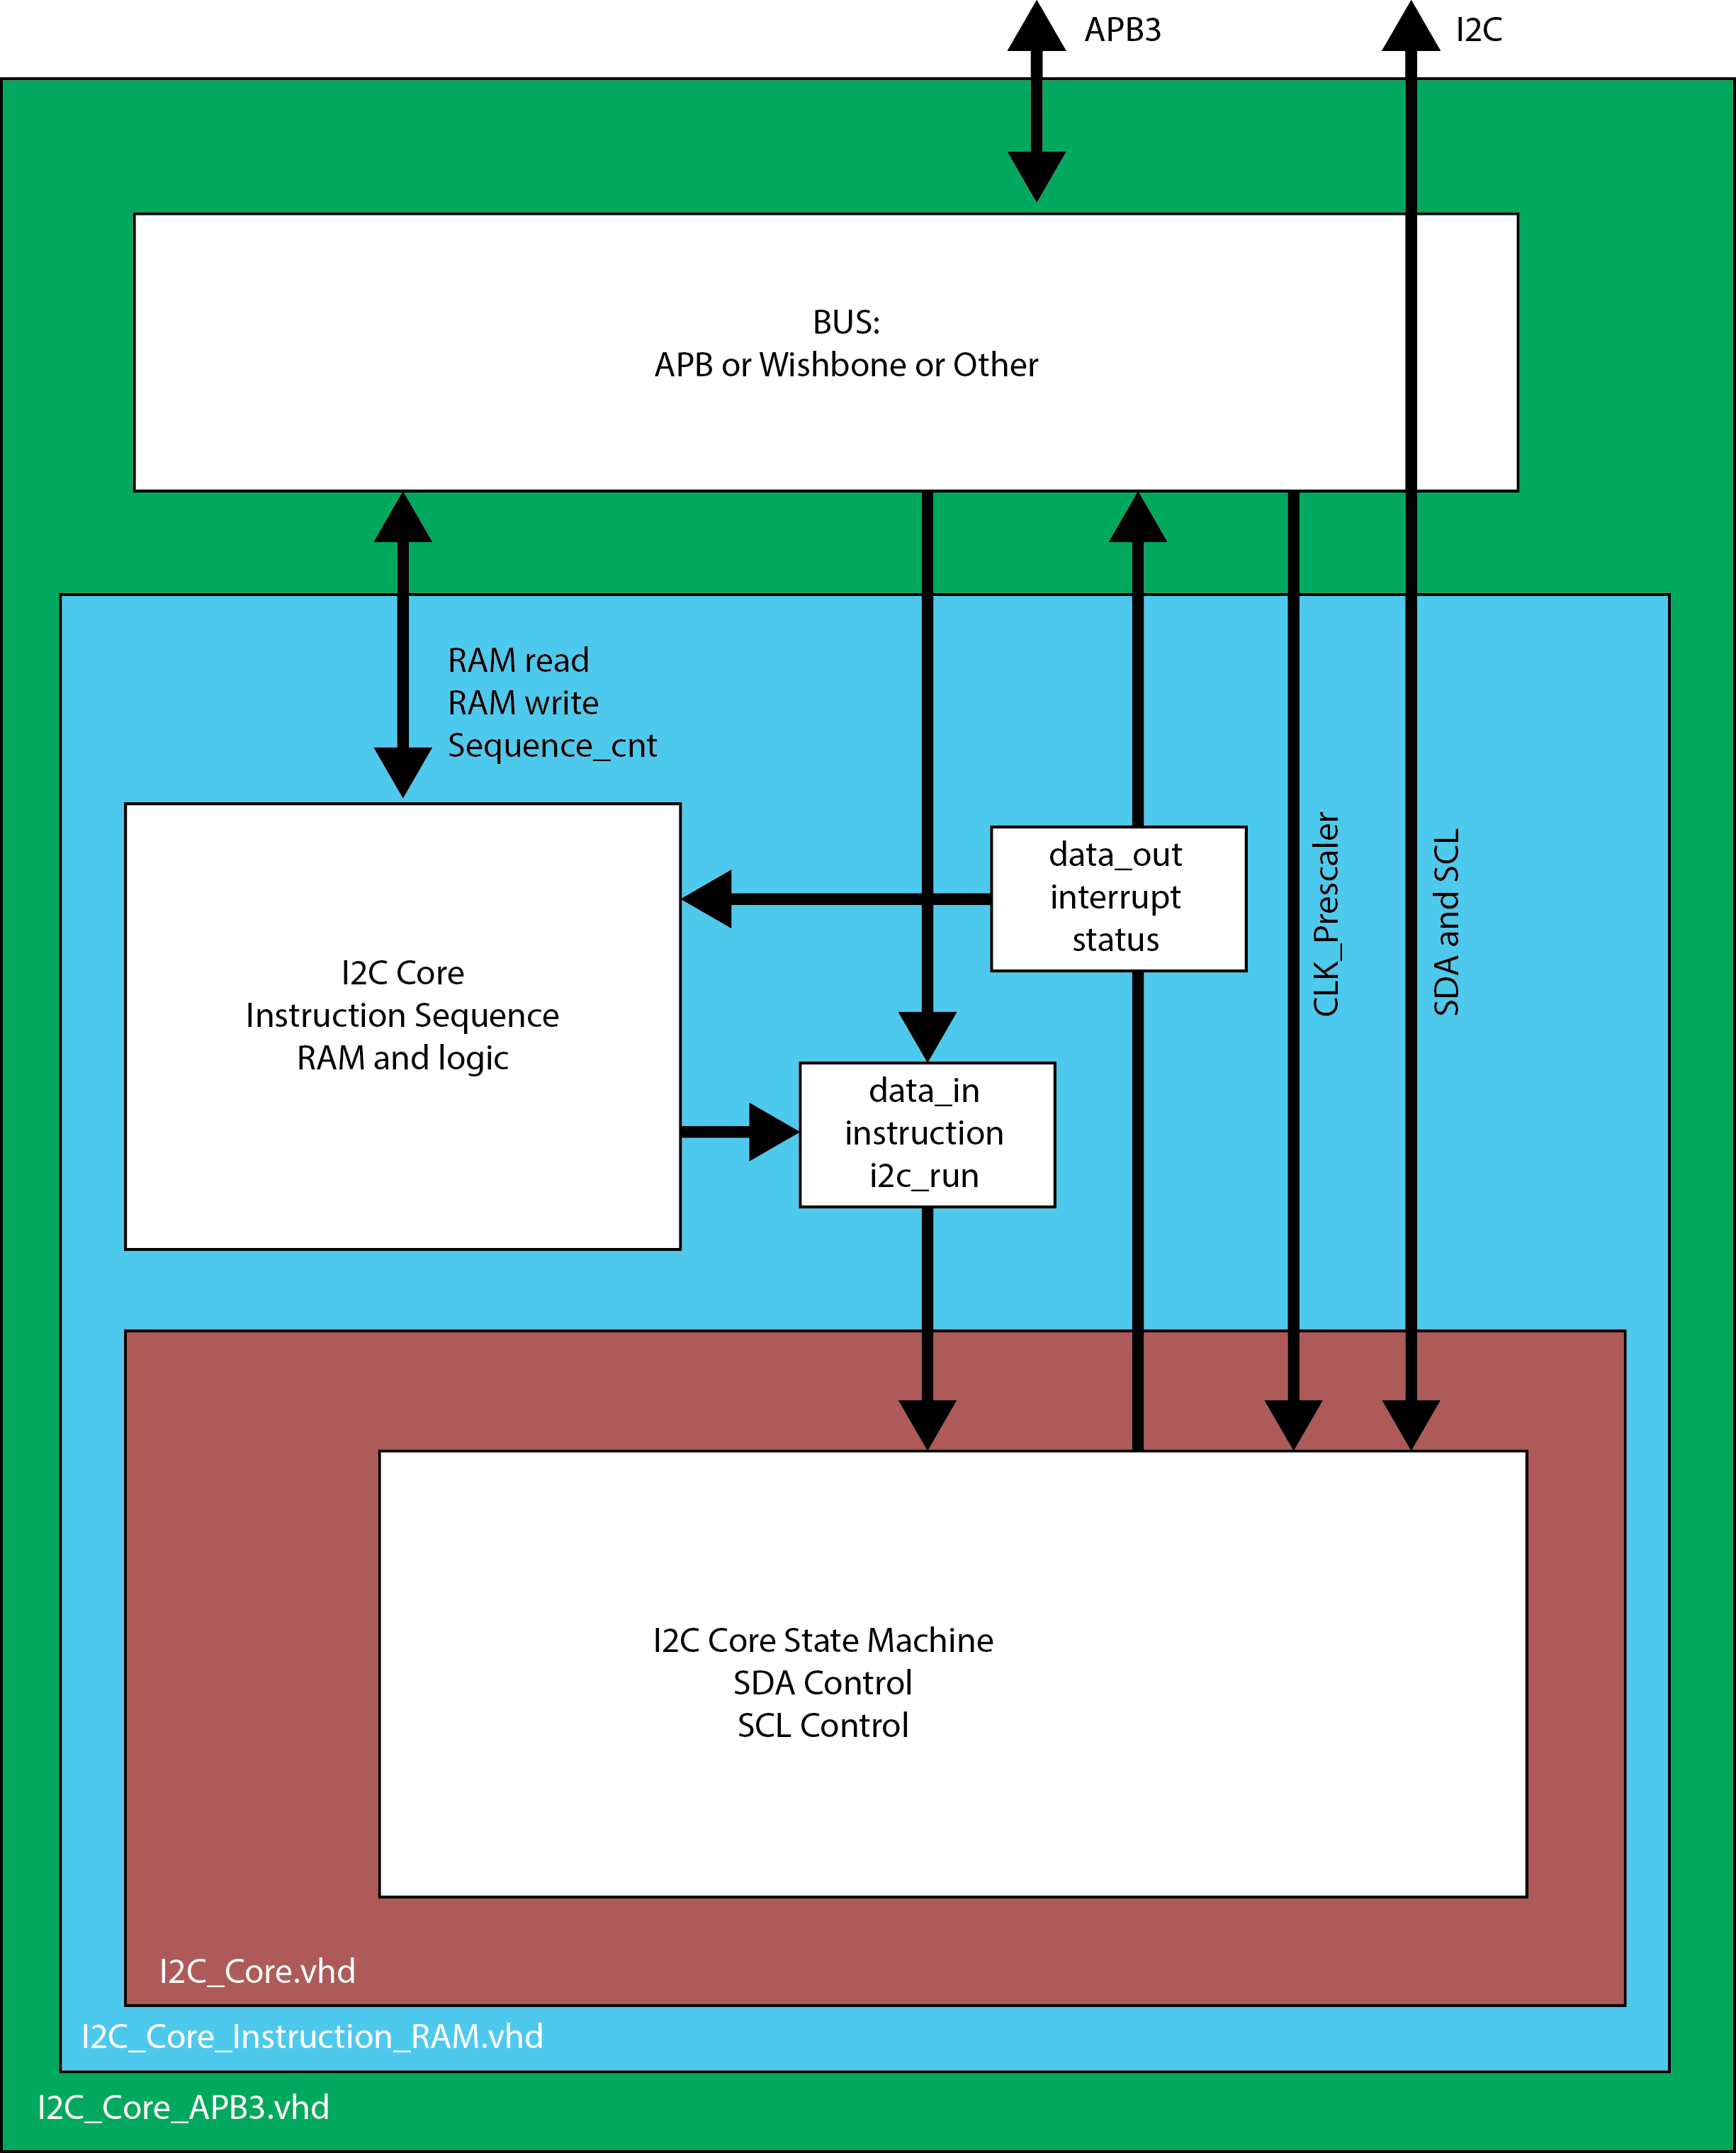 APB3
I2C
BUS:
APB or Wishbone or Other
RAM read
RAM write
Sequence_cnt
data_out
interrupt
status
CLK_Prescaler
SDA and SCL
I2C Core
Instruction Sequence
RAM and logic
data_in
instruction
i2c_run
I2C Core State Machine
SDA Control
SCL Control
I2C_Core.vhd
I2C_Core_Instruction_RAM.vhd
I2C_Core_APB3.vhd